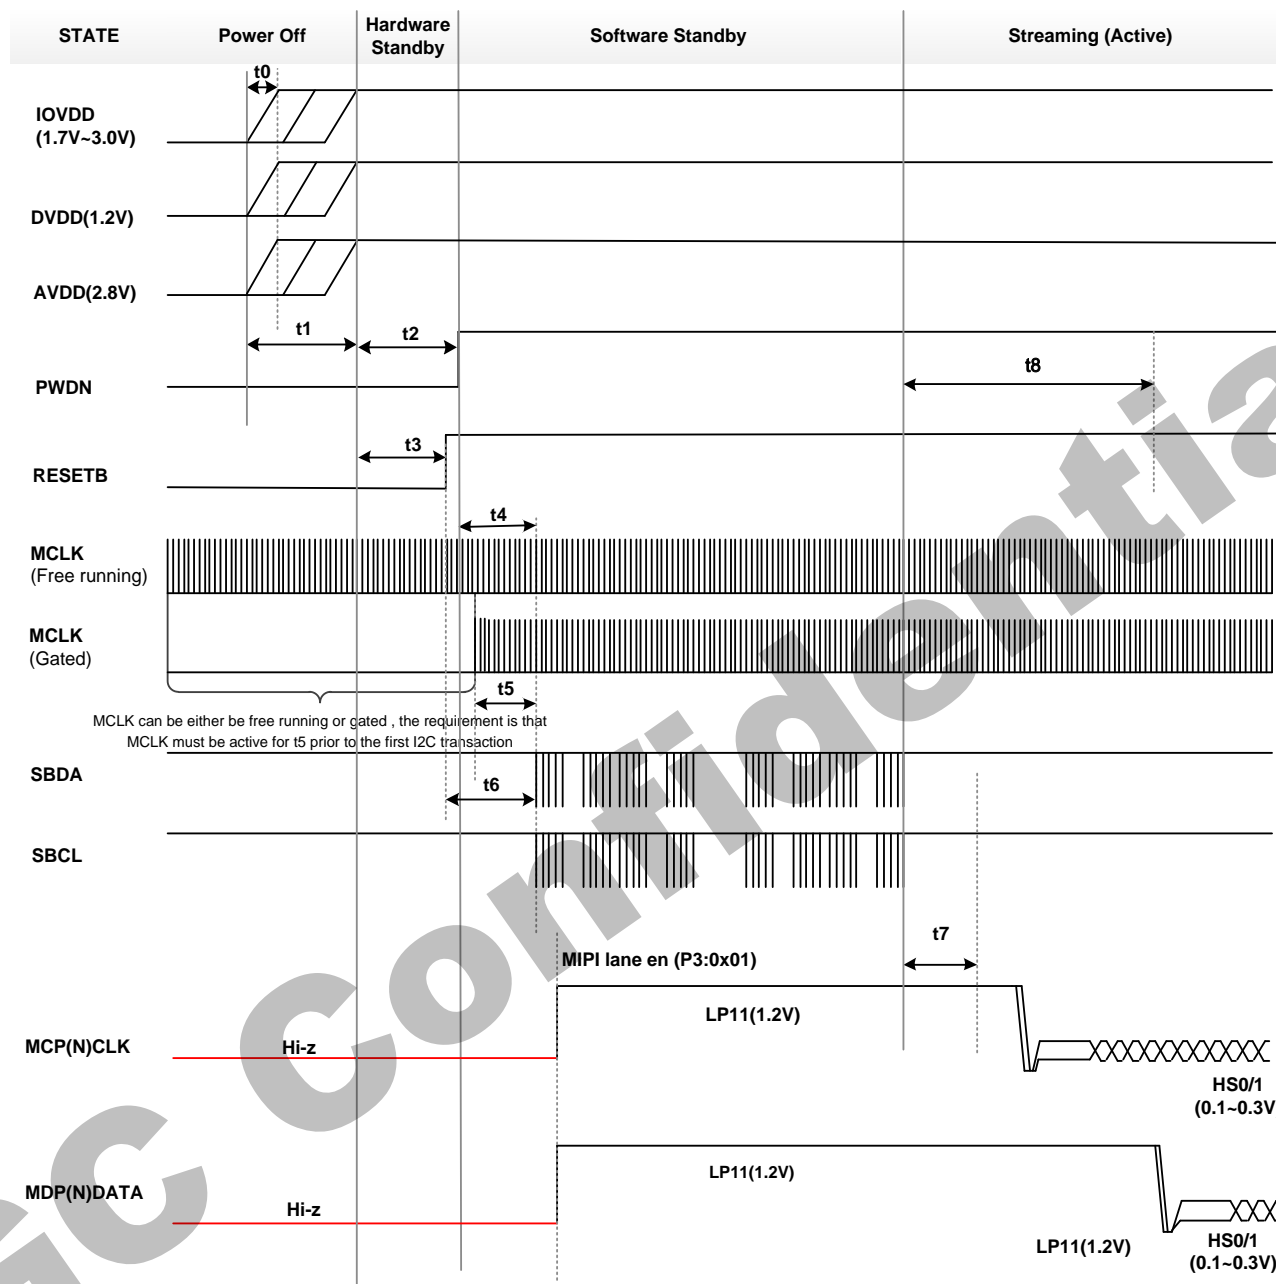 STATE Power Off Hardware Standby Software Standby Streaming (Active)
t0
IOVDD
(1.7V~3.0V)
DVDD(1.2V)
AVDD(2.8V)
t1 t2
t8
PWDN
t3
RESETB
t4
MCLK
(Free running)
MCLK
(Gated)
t5
MCLK can be either be free running or gated , the requirement is that
MCLK must be active for t5 prior to the first I2C transaction
SBDA
t6
SBCL
t7
MIPI lane en (P3:0x01)
LP11(1.2V)
MCP(N)CLK Hi-z
HS0/1
(0.1~0.3V
LP11(1.2V)
MDP(N)DATA
Hi-z
LP11(1.2V)
HS0/1
(0.1~0.3V)
GC Confidentia